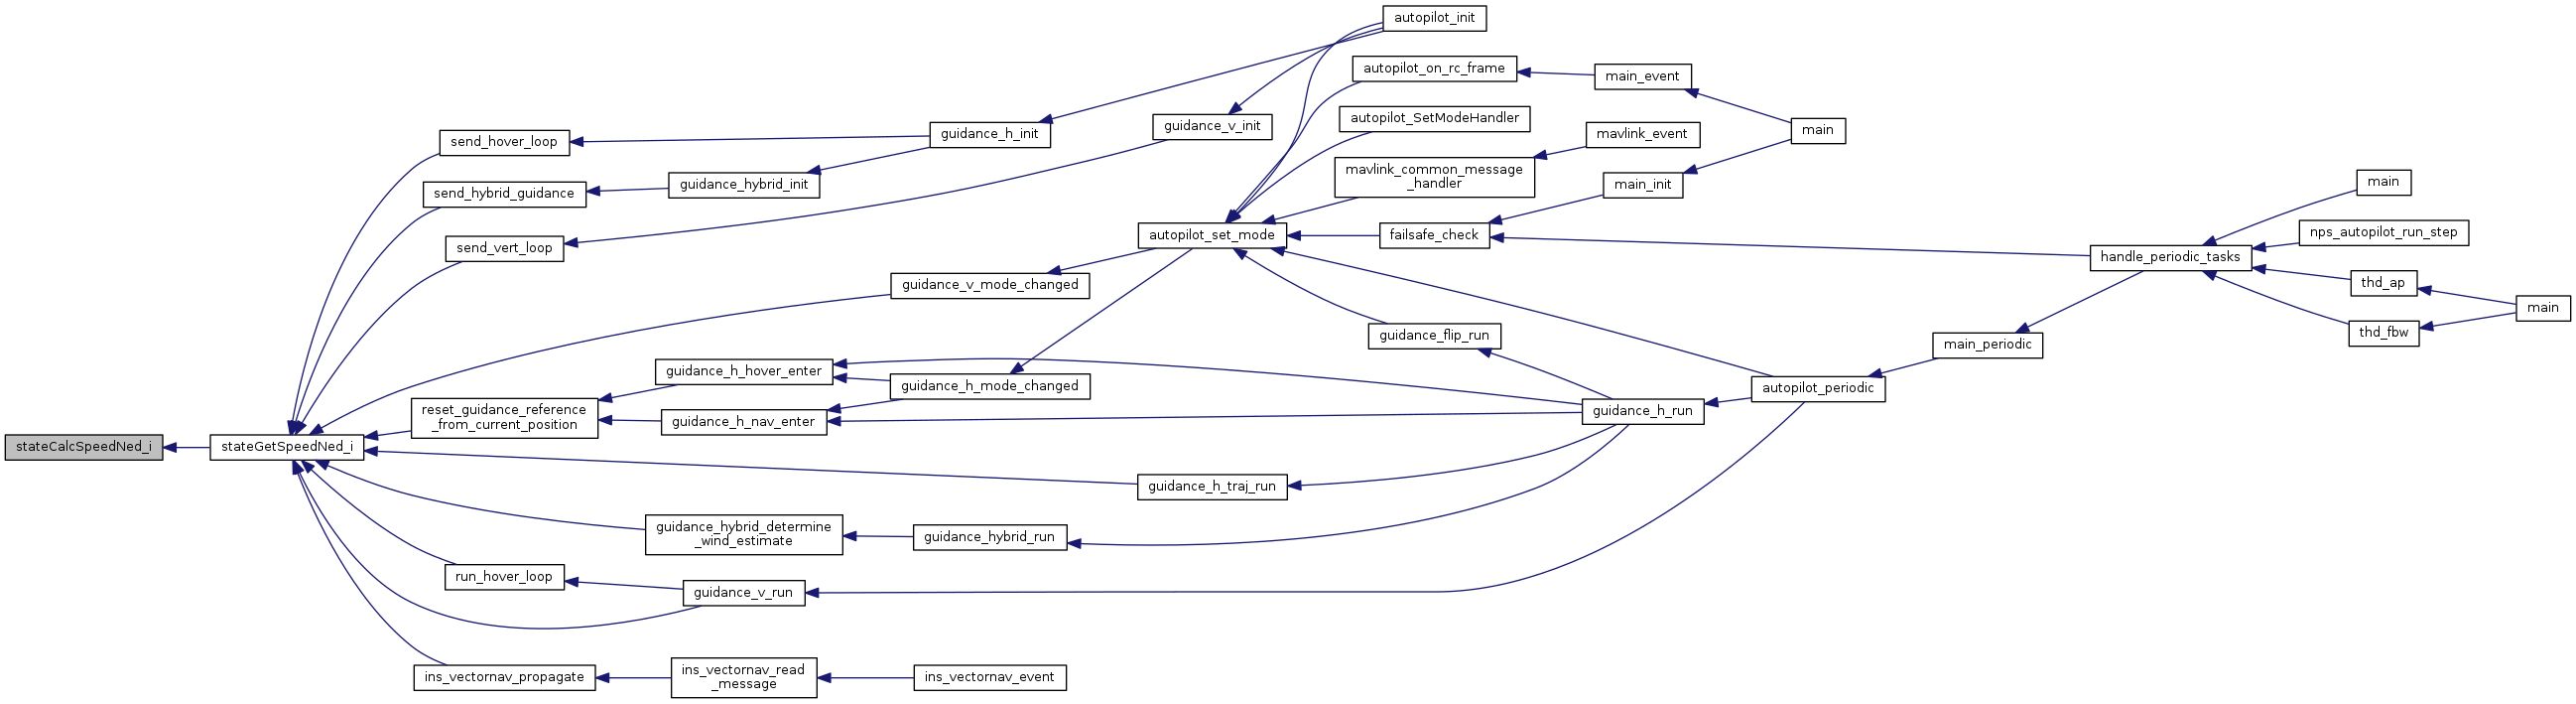 autopilot_init
autopilot_on_rc_frame
main_event
autopilot_SetModeHandler
main
send_hover_loop
guidance_h_init
guidance_v_init
mavlink_event
mavlink_common_message
_handler
send_hybrid_guidance
guidance_hybrid_init
main_init
main
send_vert_loop
autopilot_set_mode
failsafe_check
nps_autopilot_run_step
handle_periodic_tasks
guidance_v_mode_changed
thd_ap
main
guidance_flip_run
thd_fbw
main_periodic
guidance_h_hover_enter
guidance_h_mode_changed
autopilot_periodic
reset_guidance_reference
_from_current_position
guidance_h_nav_enter
guidance_h_run
stateCalcSpeedNed_i
stateGetSpeedNed_i
guidance_h_traj_run
guidance_hybrid_determine
_wind_estimate
guidance_hybrid_run
run_hover_loop
guidance_v_run
ins_vectornav_propagate
ins_vectornav_read
_message
ins_vectornav_event